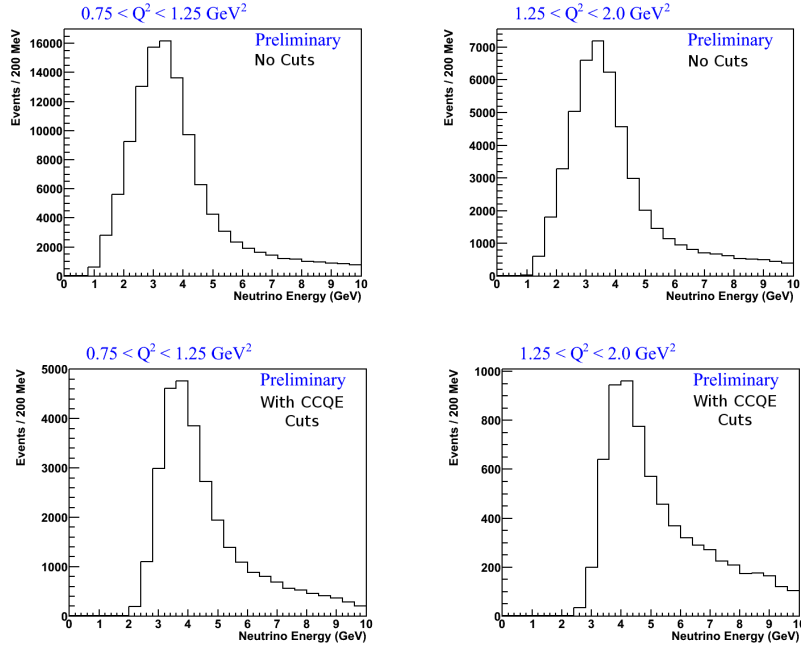 0.75 < Q² < 1.25 GeV²
Preliminary
No Cuts
Events / 200 MeV
16000
14000
12000
10000
8000
6000
4000
2000
0
0 1 2 3 4 5 6 7 8 9 10
Neutrino Energy (GeV)
1.25 < Q² < 2.0 GeV²
Preliminary
No Cuts
Events / 200 MeV
7000
6000
5000
4000
3000
2000
1000
0
0 1 2 3 4 5 6 7 8 9 10
Neutrino Energy (GeV)
0.75 < Q² < 1.25 GeV²
Preliminary
With CCQE
Cuts
Events / 200 MeV
5000
4000
3000
2000
1000
0
0 1 2 3 4 5 6 7 8 9 10
Neutrino Energy (GeV)
1.25 < Q² < 2.0 GeV²
Preliminary
With CCQE
Cuts
Events / 200 MeV
1000
800
600
400
200
0
0 1 2 3 4 5 6 7 8 9 10
Neutrino Energy (GeV)